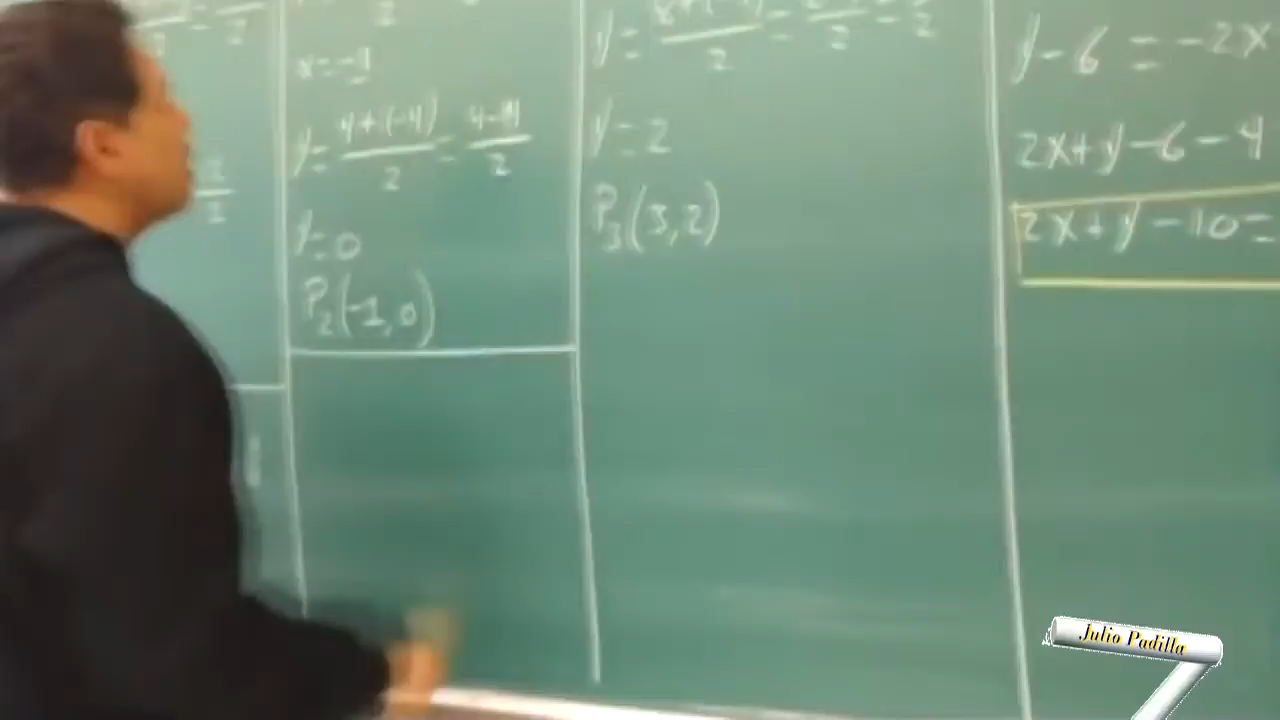 x=-1
y= 4+(-4)/2 = 4-4/2
y=0
P2(-1,0)
y=2
P3(3,2)
y-6 = -2x
2x+y-6-4
2x+y-10=
Julio Padilla